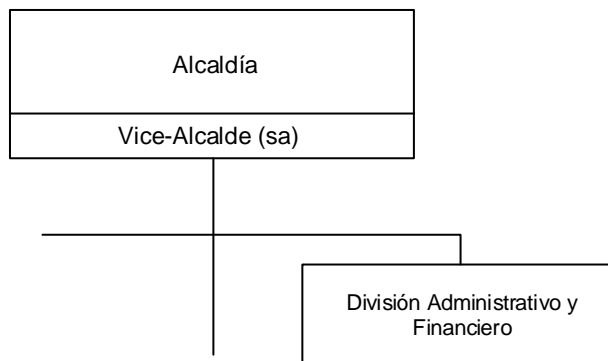 Alcaldía
Vice-Alcalde (sa)
División Administrativo y
Financiero